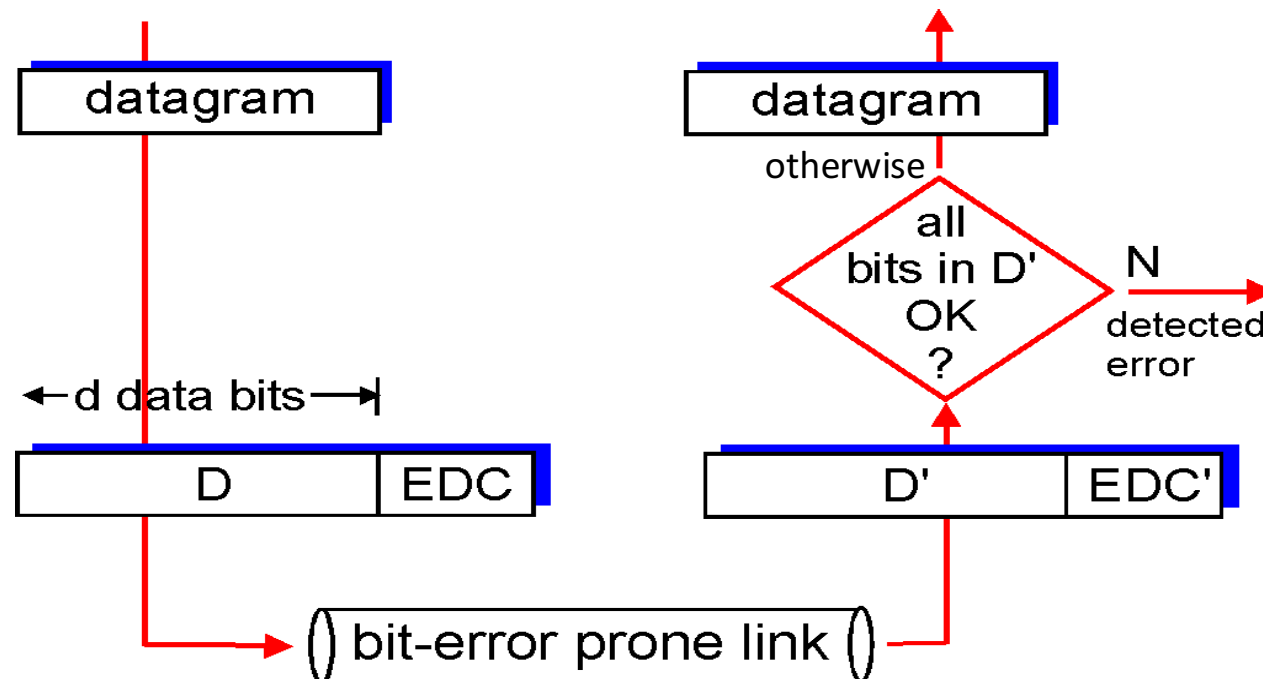 datagram
d data bits
D
EDC
bit-error prone link
datagram
otherwise
all
bits in D'
OK
?
N
detected
error
D'
EDC'